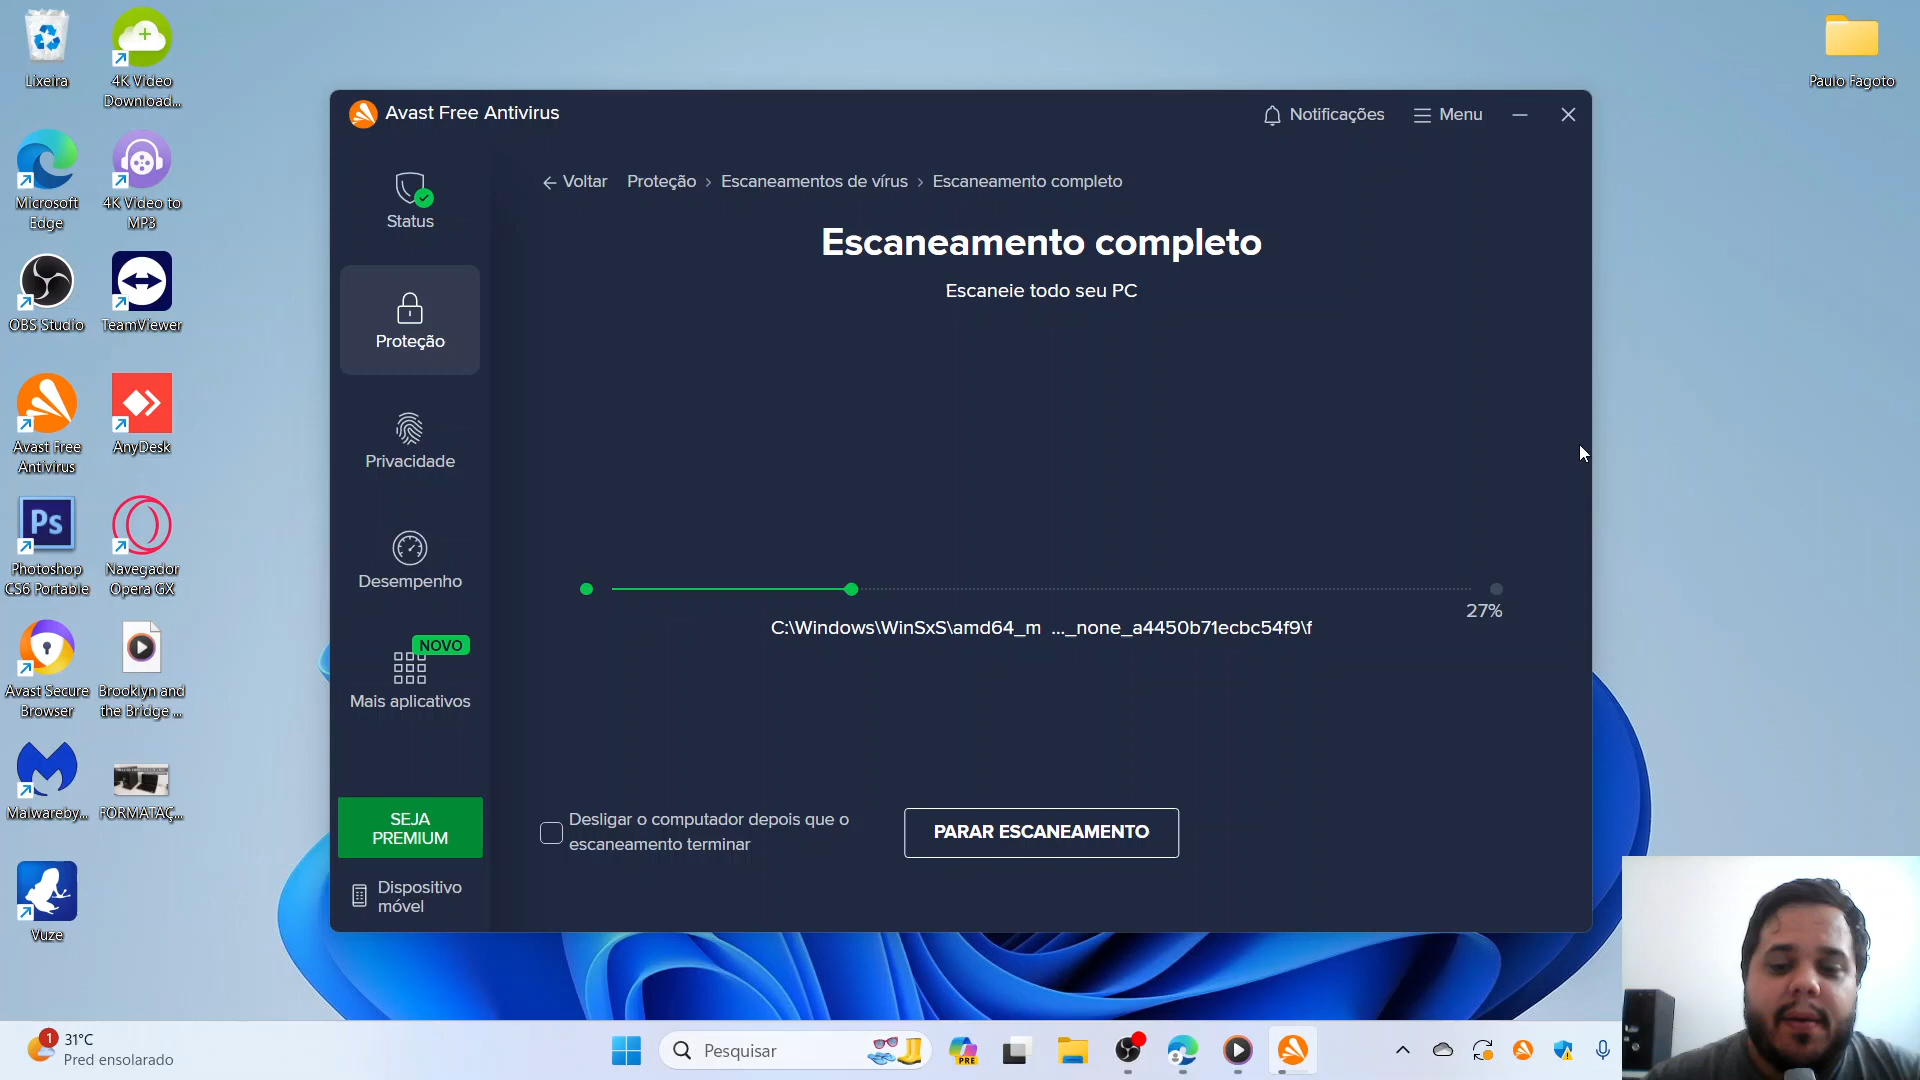 Lixeira
4K Video
Download...
Microsoft
Edge
4K Video to
MP3
OBS Studio
TeamViewer
Avast Free
Antivirus
AnyDesk
Ps
Photoshop
CS6 Portable
Navegador
Opera GX
Avast Secure
Browser
Brooklyn and
the Bridge ...
Malwareby...
FORMATAÇ...
Vuze
Paulo Fagoto
Avast Free Antivirus
Notificações
Menu
Status
Proteção
Privacidade
Desempenho
NOVO
Mais aplicativos
SEJA
PREMIUM
Dispositivo
móvel
Voltar Proteção > Escaneamentos de vírus > Escaneamento completo
Escaneamento completo
Escaneie todo seu PC
27%
C:\Windows\WinSxS\amd64_m ..._none_a4450b71ecbc54f9\f
Desligar o computador depois que o
escaneamento terminar
PARAR ESCANEAMENTO
1
31°C
Pred ensolarado
Pesquisar
PRE